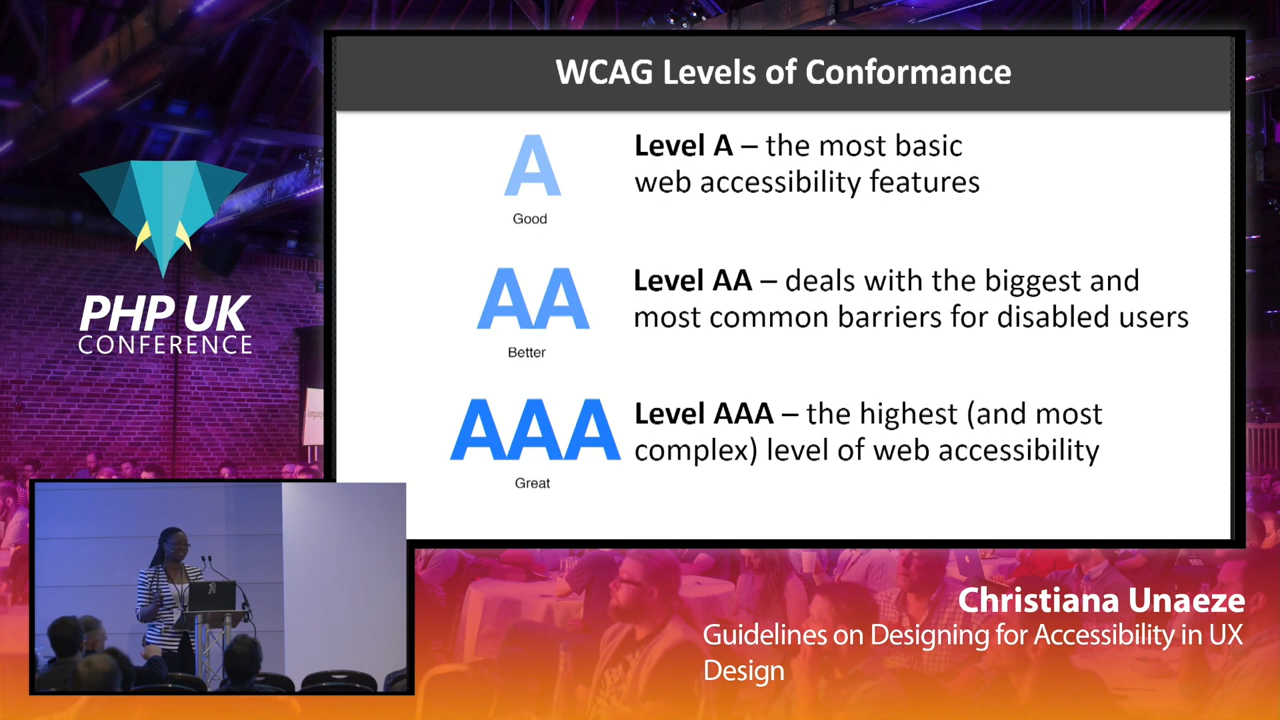 WCAG Levels of Conformance
A
Good
Level A – the most basic
web accessibility features
AA
Better
Level AA – deals with the biggest and
most common barriers for disabled users
AAA
Great
Level AAA – the highest (and most
complex) level of web accessibility
PHP UK
CONFERENCE
Christiana Unaeze
Guidelines on Designing for Accessibility in UX
Design